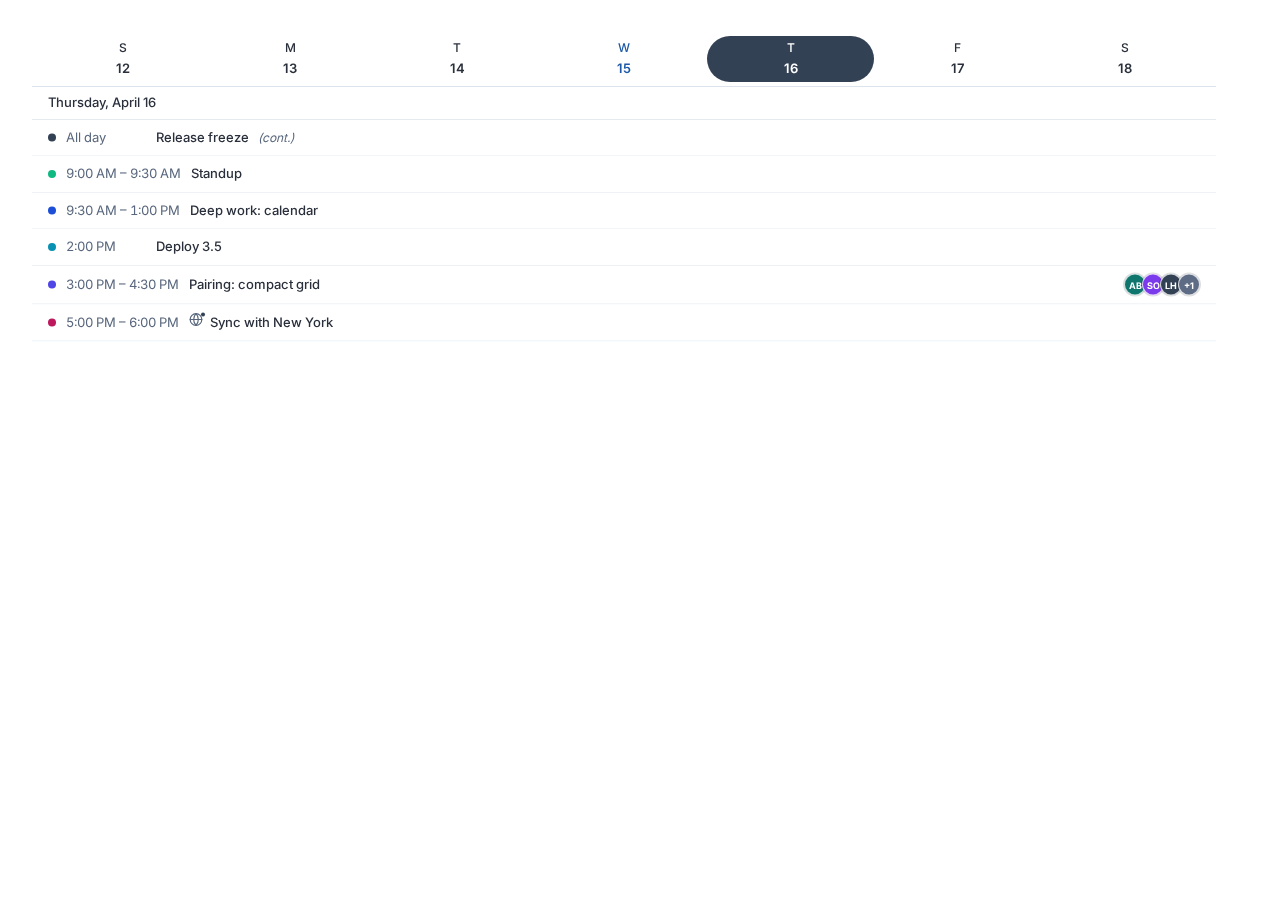 S M T W T F S
12 13 14 15 16 17 18
Thursday, April 16
All day Release freeze (cont.)
9:00 AM – 9:30 AM Standup
9:30 AM – 1:00 PM Deep work: calendar
2:00 PM Deploy 3.5
3:00 PM – 4:30 PM Pairing: compact grid AB SO LH +1
5:00 PM – 6:00 PM Sync with New York